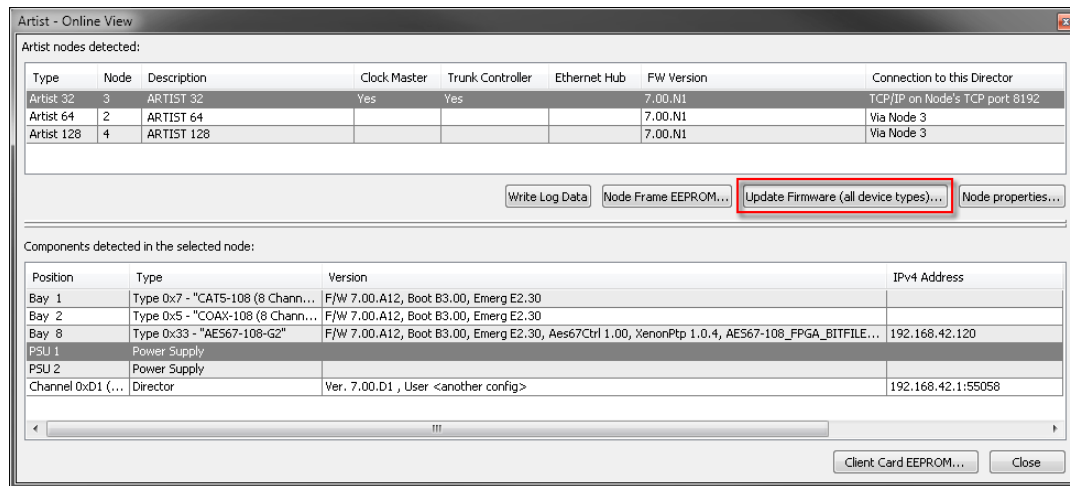 Artist - Online View
Artist nodes detected:
Type Node Description Clock Master Trunk Controller Ethernet Hub FW Version Connection to this Director
Artist 32 3 ARTIST 32 Yes Yes 7.00.N1 TCP/IP on Node's TCP port 8192
Artist 64 2 ARTIST 64 7.00.N1 Via Node 3
Artist 128 4 ARTIST 128 7.00.N1 Via Node 3
Write Log Data Node Frame EEPROM... Update Firmware (all device types)... Node properties...
Components detected in the selected node:
Position Type Version IPv4 Address
Bay 1 Type 0x7 - "CAT5-108 (8 Chann... F/W 7.00.A12, Boot B3.00, Emerg E2.30
Bay 2 Type 0x5 - "COAX-108 (8 Chann... F/W 7.00.A12, Boot B3.00, Emerg E2.30
Bay 8 Type 0x33 - "AES67-108-G2" F/W 7.00.A12, Boot B3.00, Emerg E2.30, Aes67Ctrl 1.00, XenonPtp 1.0.4, AES67-108_FPGA_BITFILE... 192.168.42.120
PSU 1 Power Supply
PSU 2 Power Supply
Channel 0xD1 (... Director Ver. 7.00.D1 , User <another config> 192.168.42.1:55058
Client Card EEPROM... Close